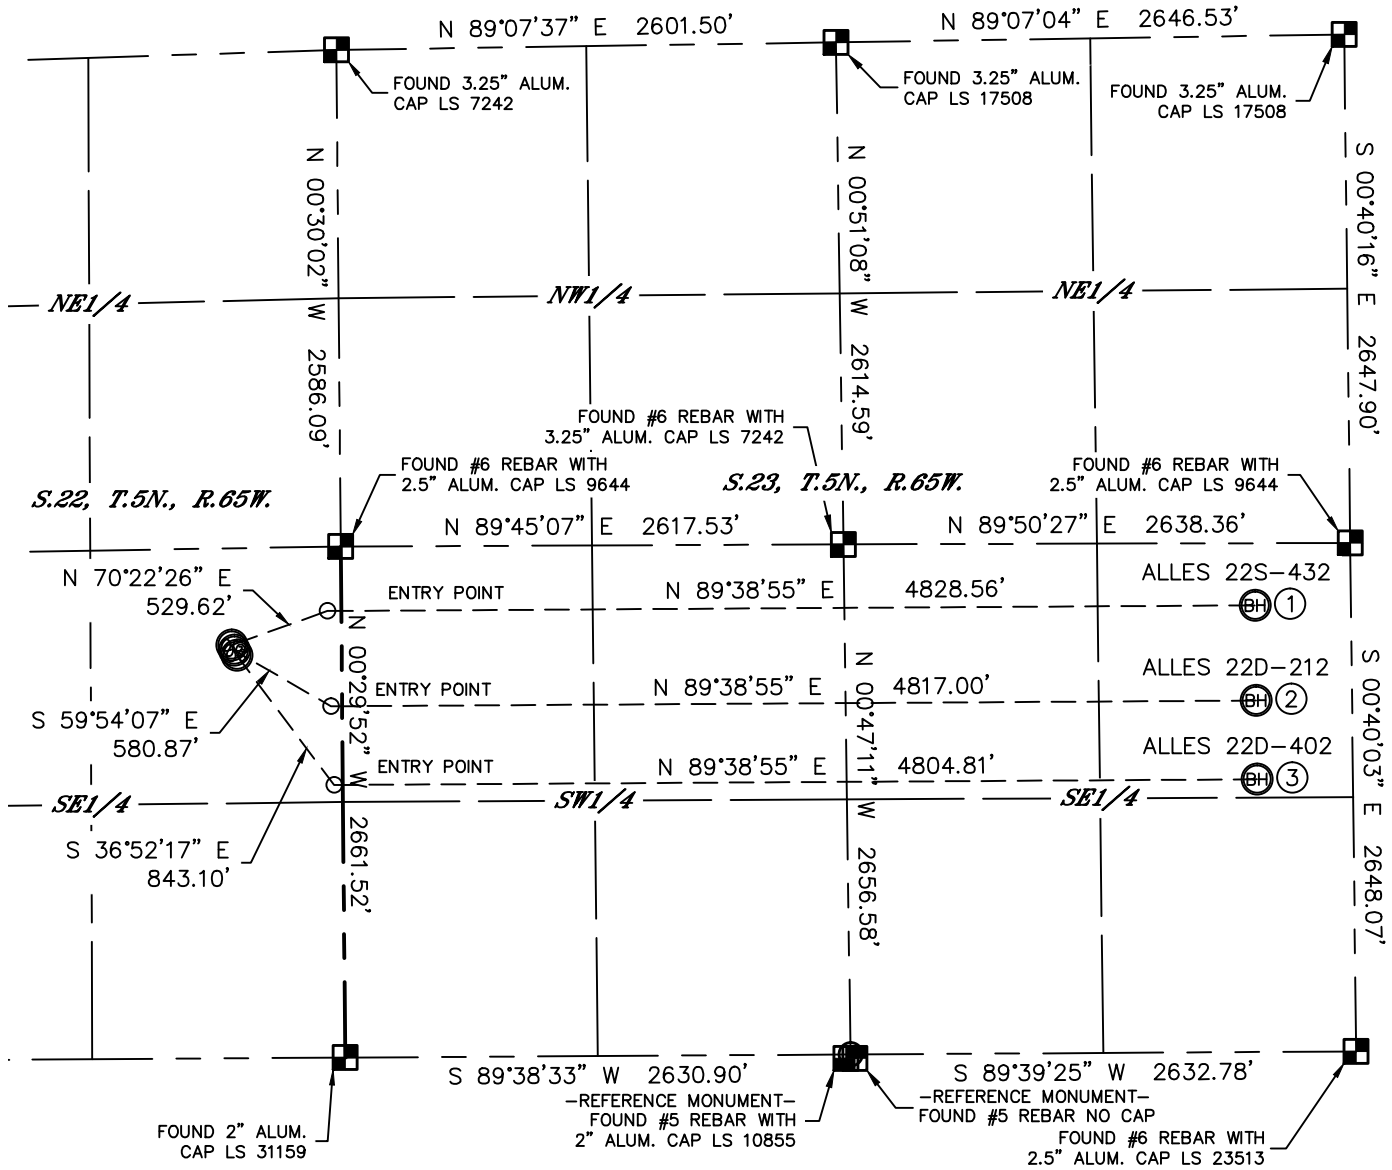 N 89°07'37" E 2601.50'
N 89°07'04" E 2646.53'
FOUND 3.25" ALUM.
CAP LS 7242
FOUND 3.25" ALUM.
CAP LS 17508
FOUND 3.25" ALUM.
CAP LS 17508
N 00°30'02" W 2586.09'
N 00°51'08" W 2614.59'
S 00°40'16" E 2647.90'
NE1/4
NW1/4
NE1/4
FOUND #6 REBAR WITH
3.25" ALUM. CAP LS 7242
FOUND #6 REBAR WITH
2.5" ALUM. CAP LS 9644
FOUND #6 REBAR WITH
2.5" ALUM. CAP LS 9644
S.22, T.5N., R.65W.
S.23, T.5N., R.65W.
N 89°45'07" E 2617.53'
N 89°50'27" E 2638.36'
N 70°22'26" E
529.62'
ENTRY POINT
N 89°38'55" E 4828.56'
ALLES 22S-432
BH 1
N 00°29'52" W 2661.52'
N 00°47'11" W 2656.58'
S 00°40'03" E 2648.07'
S 59°54'07" E
580.87'
ENTRY POINT
N 89°38'55" E 4817.00'
ALLES 22D-212
BH 2
ENTRY POINT
N 89°38'55" E 4804.81'
ALLES 22D-402
BH 3
SE1/4
SW1/4
SE1/4
S 36°52'17" E
843.10'
S 89°38'33" W 2630.90'
S 89°39'25" W 2632.78'
-REFERENCE MONUMENT-
FOUND #5 REBAR WITH
2" ALUM. CAP LS 10855
-REFERENCE MONUMENT-
FOUND #5 REBAR NO CAP
FOUND 2" ALUM.
CAP LS 31159
FOUND #6 REBAR WITH
2.5" ALUM. CAP LS 23513